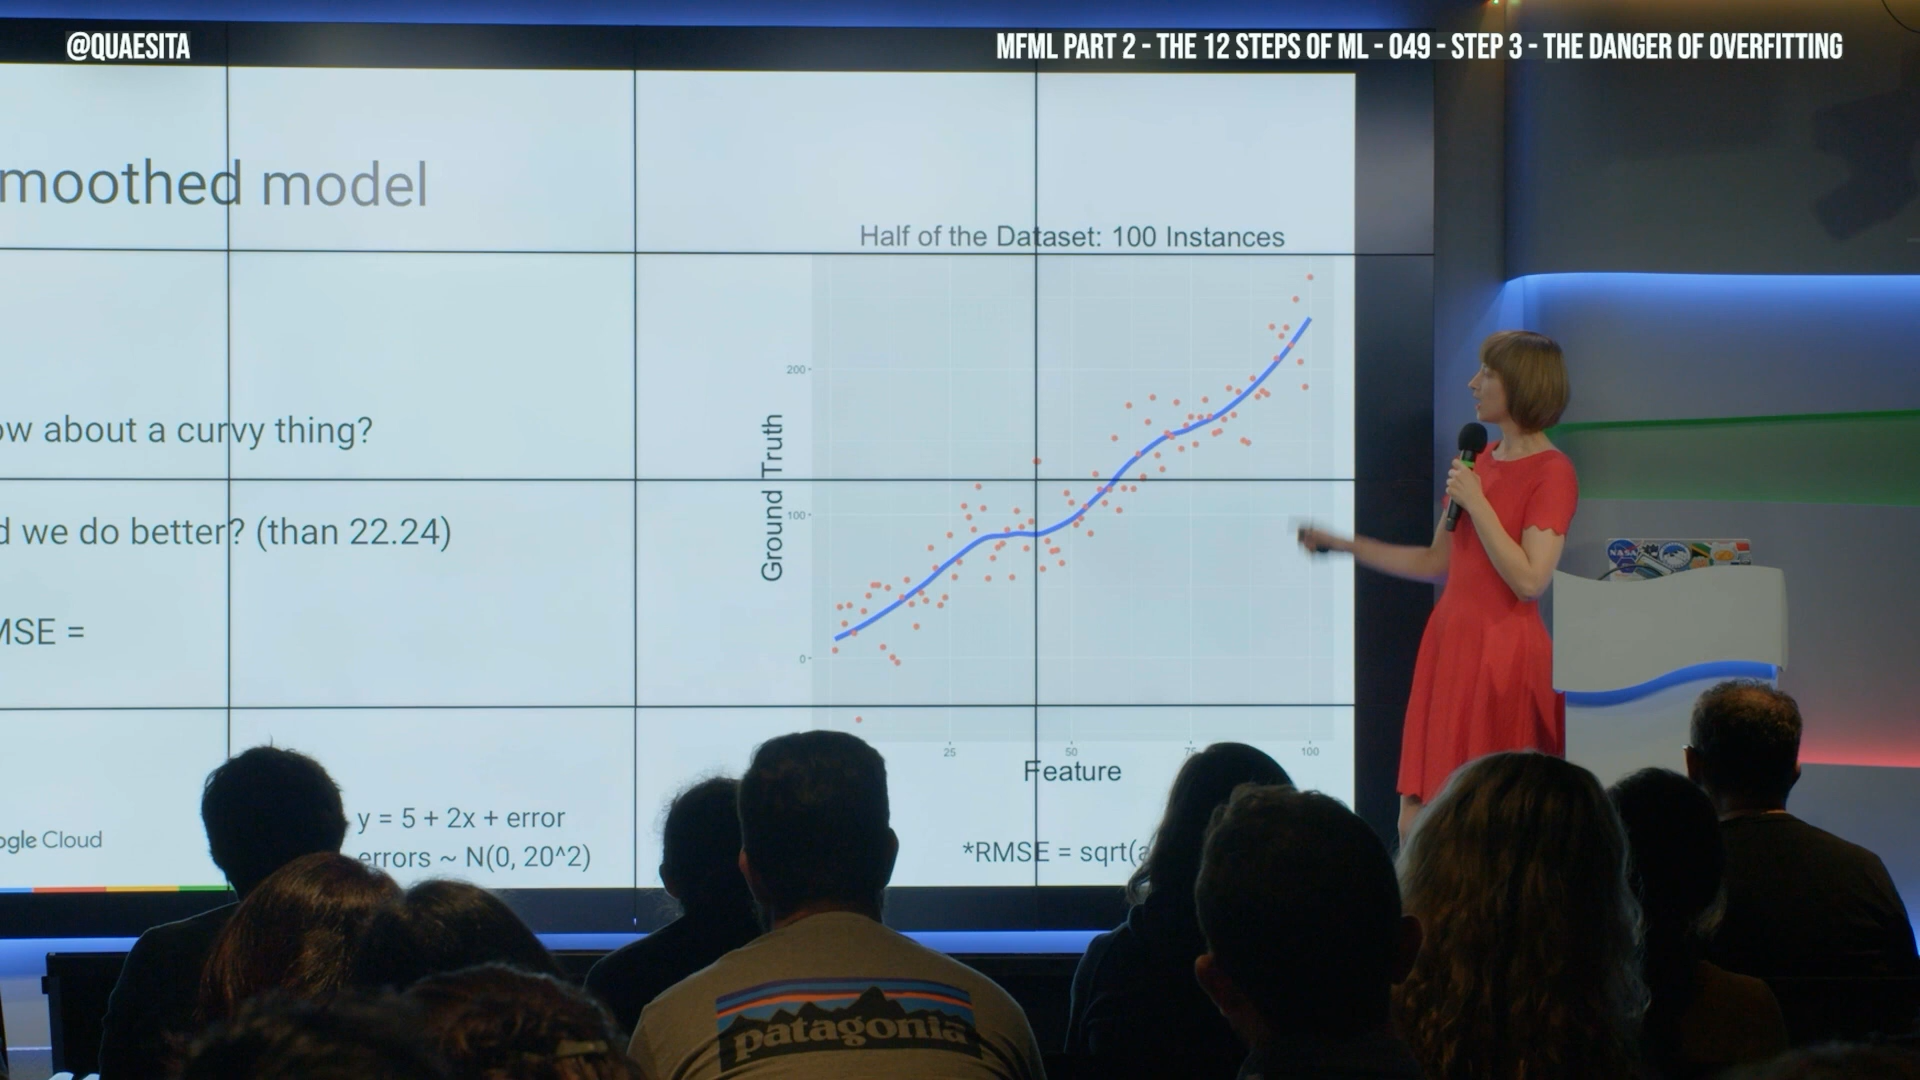 @QUAESITA
MFML PART 2 - THE 12 STEPS OF ML - 049 - STEP 3 - THE DANGER OF OVERFITTING
moothed model
Half of the Dataset: 100 Instances
ow about a curvy thing?
d we do better? (than 22.24)
MSE =
Ground Truth
200
100
0
25
50
75
100
Feature
y = 5 + 2x + error
errors ~ N(0, 20^2)
*RMSE = sqrt(a
ogle Cloud
NASA
patagonia